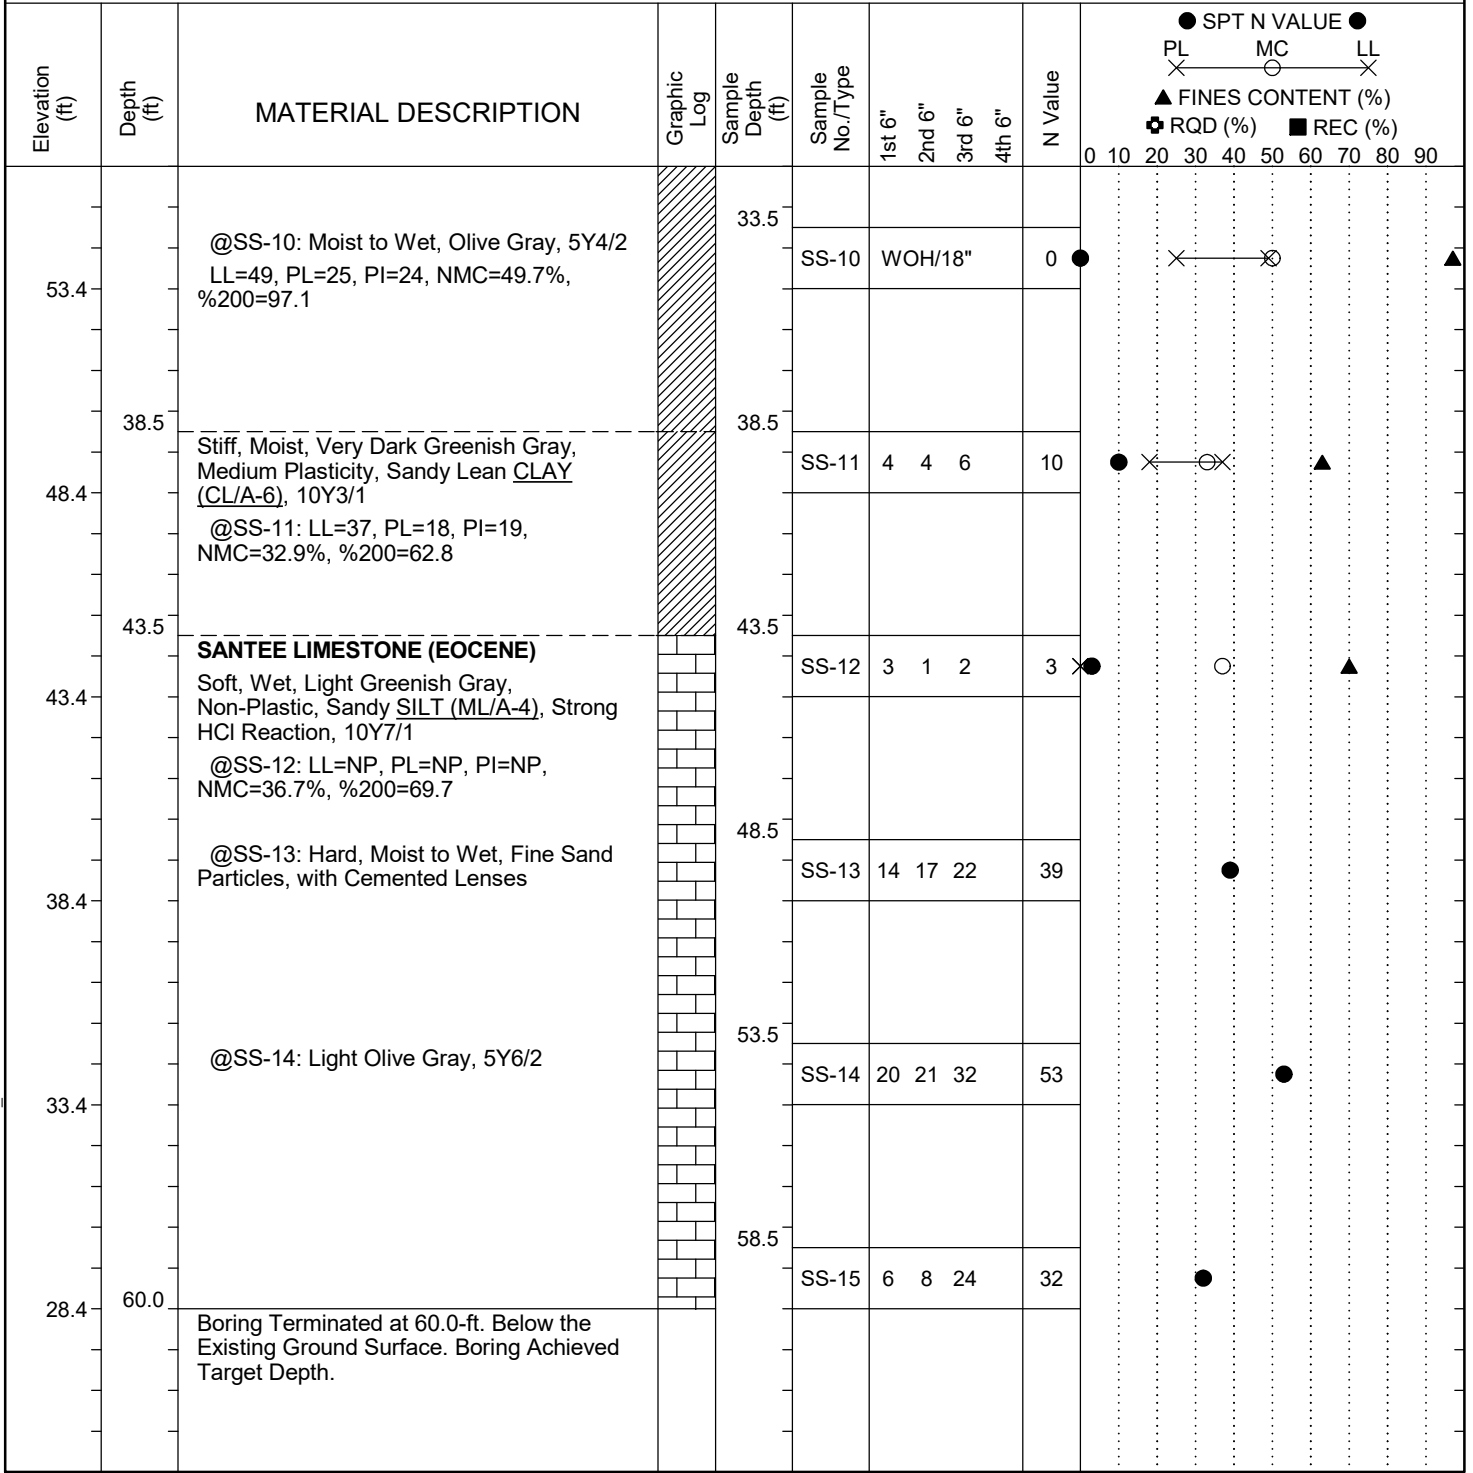 Elevation (ft)
Depth (ft)
MATERIAL DESCRIPTION
Graphic Log
Sample Depth (ft)
Sample No./Type
1st 6"
2nd 6"
3rd 6"
4th 6"
N Value
SPT N VALUE
PL MC LL
FINES CONTENT (%)
RQD (%) REC (%)
0 10 20 30 40 50 60 70 80 90
33.5
@SS-10: Moist to Wet, Olive Gray, 5Y4/2
SS-10 WOH/18" 0
LL=49, PL=25, PI=24, NMC=49.7%,
%200=97.1
53.4
38.5 38.5
Stiff, Moist, Very Dark Greenish Gray,
Medium Plasticity, Sandy Lean CLAY
(CL/A-6), 10Y3/1
SS-11 4 4 6 10
48.4
@SS-11: LL=37, PL=18, PI=19,
NMC=32.9%, %200=62.8
43.5 43.5
SANTEE LIMESTONE (EOCENE)
SS-12 3 1 2 3
Soft, Wet, Light Greenish Gray,
Non-Plastic, Sandy SILT (ML/A-4), Strong
HCl Reaction, 10Y7/1
43.4
@SS-12: LL=NP, PL=NP, PI=NP,
NMC=36.7%, %200=69.7
48.5
@SS-13: Hard, Moist to Wet, Fine Sand
Particles, with Cemented Lenses
SS-13 14 17 22 39
38.4
53.5
@SS-14: Light Olive Gray, 5Y6/2
SS-14 20 21 32 53
33.4
58.5
SS-15 6 8 24 32
28.4 60.0
Boring Terminated at 60.0-ft. Below the
Existing Ground Surface. Boring Achieved
Target Depth.